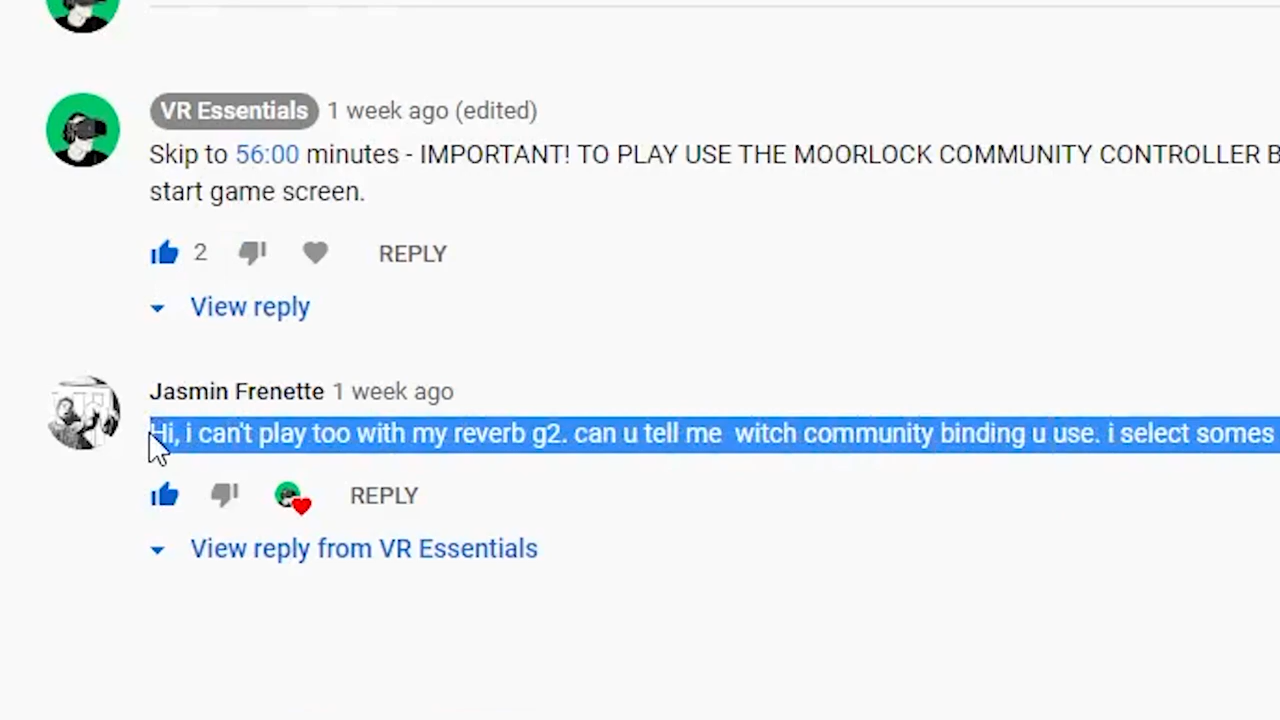 VR Essentials 1 week ago (edited)
Skip to 56:00 minutes - IMPORTANT! TO PLAY USE THE MOORLOCK COMMUNITY CONTROLLER B
start game screen.
2 REPLY
View reply
Jasmin Frenette 1 week ago
Hi, i can't play too with my reverb g2. can u tell me  witch community binding u use. i select somes
REPLY
View reply from VR Essentials